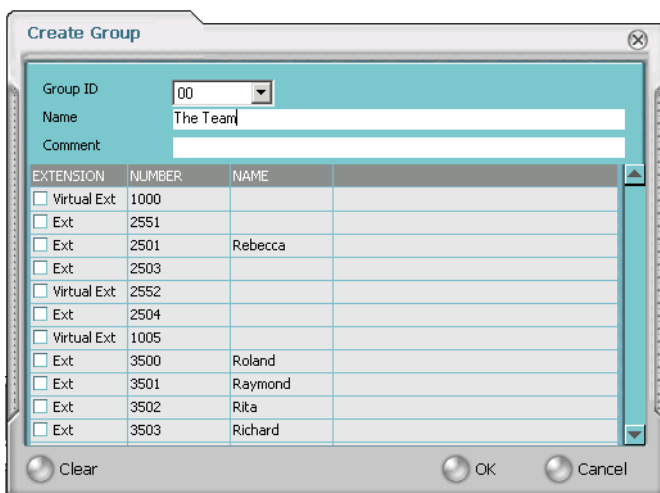 Create Group
Group ID 00
Name The Team
Comment
EXTENSION NUMBER NAME
Virtual Ext 1000
Ext 2551
Ext 2501 Rebecca
Ext 2503
Virtual Ext 2552
Ext 2504
Virtual Ext 1005
Ext 3500 Roland
Ext 3501 Raymond
Ext 3502 Rita
Ext 3503 Richard
Clear OK Cancel